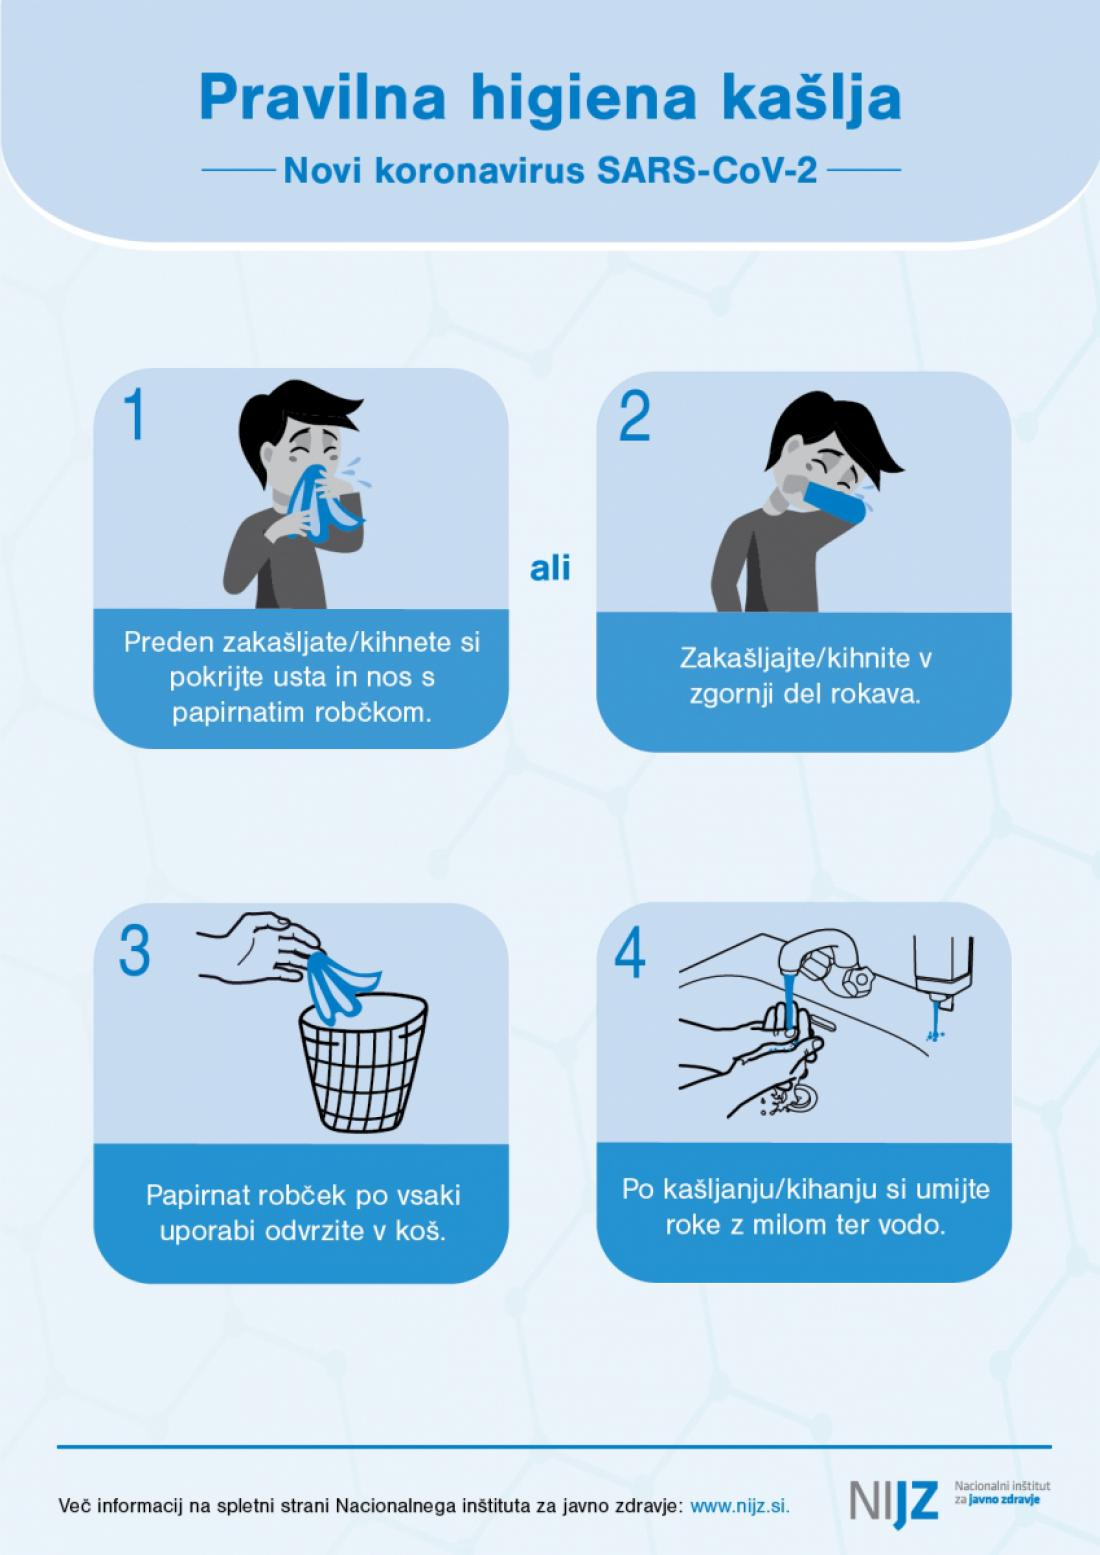 Pravilna higiena kašlja
Novi koronavirus SARS-CoV-2
1
Preden zakašljate/kihnete si
pokrijte usta in nos s
papirnatim robčkom.
ali
2
Zakašljajte/kihnite v
zgornji del rokava.
3
Papirnat robček po vsaki
uporabi odvrzite v koš.
4
Po kašljanju/kihanju si umijte
roke z milom ter vodo.
Več informacij na spletni strani Nacionalnega inštituta za javno zdravje: www.nijz.si.
NIJZ
Nacionalni inštitut
za javno zdravje